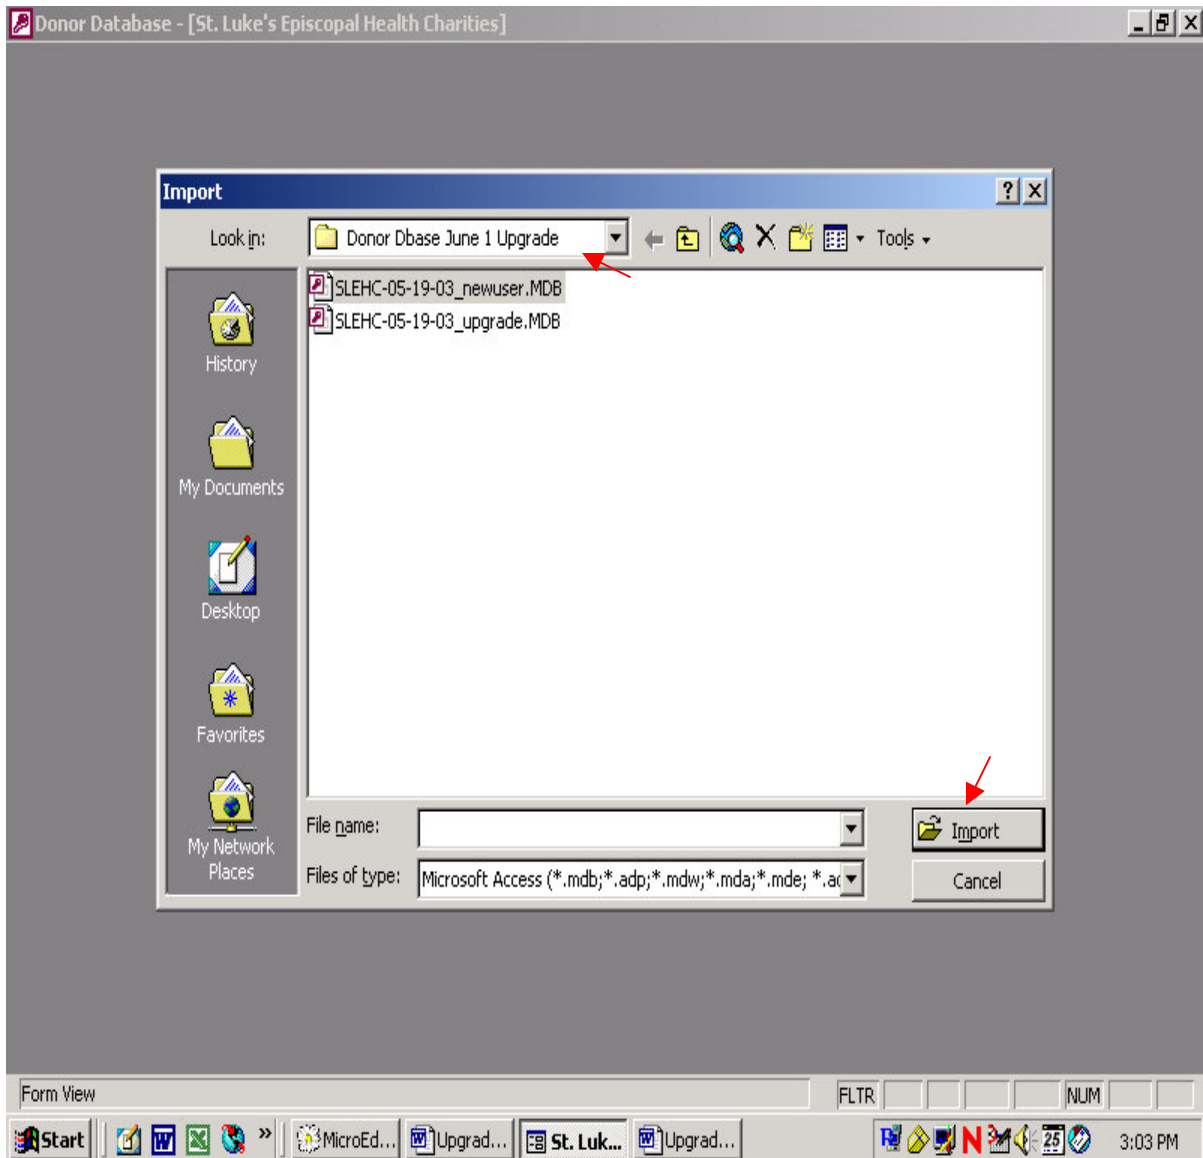 Donor Database - [St. Luke's Episcopal Health Charities]
Import
Look in:
Donor Dbase June 1 Upgrade
Tools
SLEHC-05-19-03_newuser.MDB
SLEHC-05-19-03_upgrade.MDB
History
My Documents
Desktop
Favorites
My Network
Places
File name:
Import
Files of type:
Microsoft Access (*.mdb;*.adp;*.mdw;*.mda;*.mde; *.ac
Cancel
Form View
FLTR
NUM
Start
MicroEd...
Upgrad...
St. Luk...
Upgrad...
25
3:03 PM